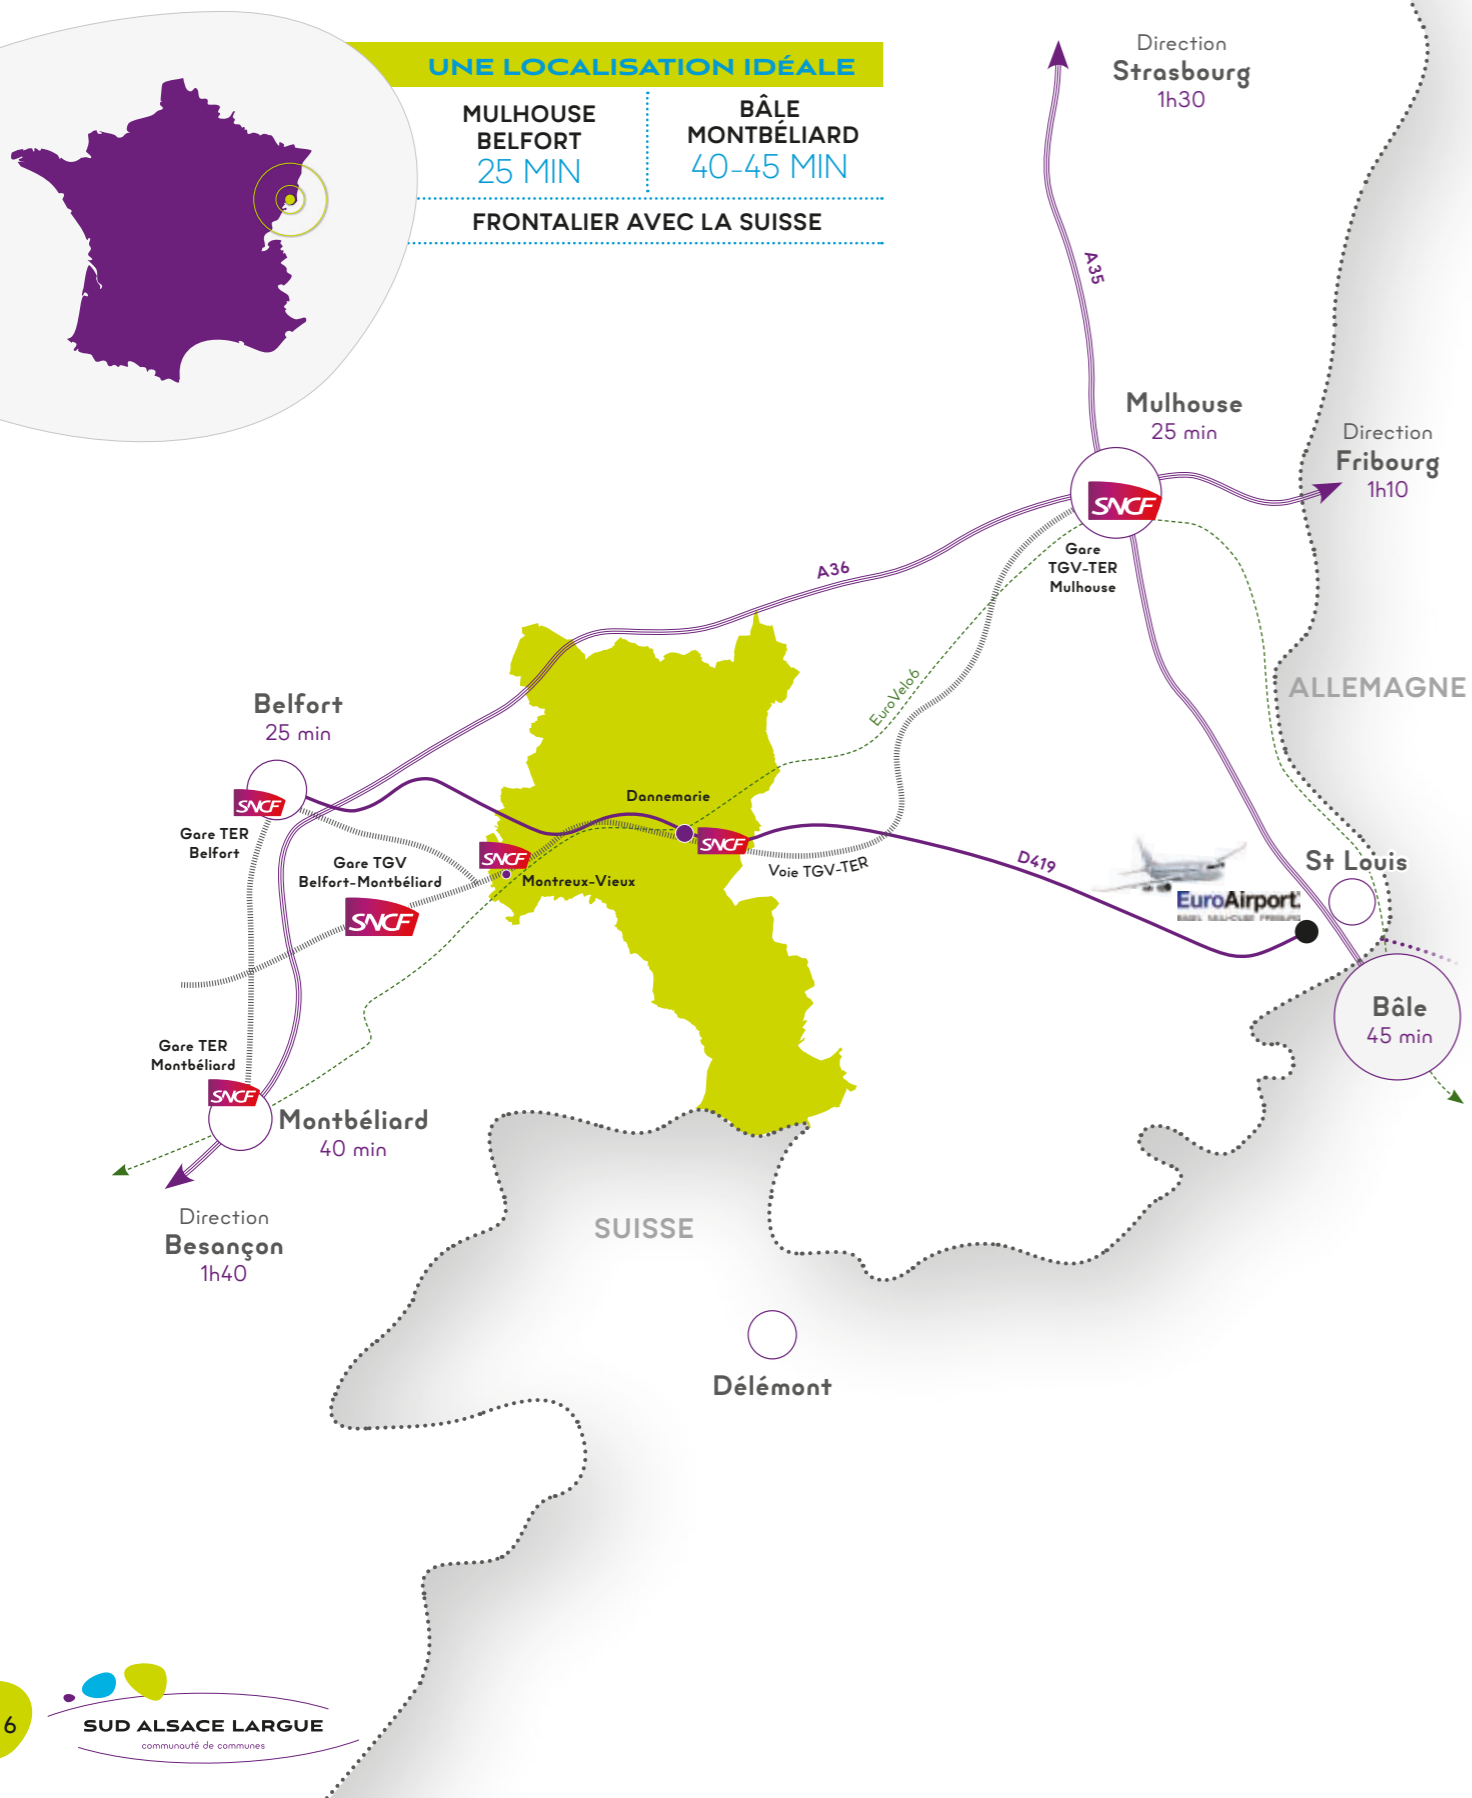 UNE LOCALISATION IDÉALE
MULHOUSE
BELFORT
25 MIN
BÂLE
MONTBÉLIARD
40-45 MIN
FRONTALIER AVEC LA SUISSE
Direction
Strasbourg
1h30
A35
Mulhouse
25 min
Direction
Fribourg
1h10
SNCF
Gare
TGV-TER
Mulhouse
A36
ALLEMAGNE
EuroVelo6
Belfort
25 min
SNCF
Gare TER
Belfort
Dannemarie
SNCF
Gare TGV
Belfort-Montbéliard
SNCF
SNCF
Montreux-Vieux
Voie TGV-TER
D419
St Louis
EuroAirport.
BASEL MULHOUSE FREIBURG
Bâle
45 min
Gare TER
Montbéliard
SNCF
Montbéliard
40 min
Direction
Besançon
1h40
SUISSE
Délémont
6
SUD ALSACE LARGUE
communauté de communes